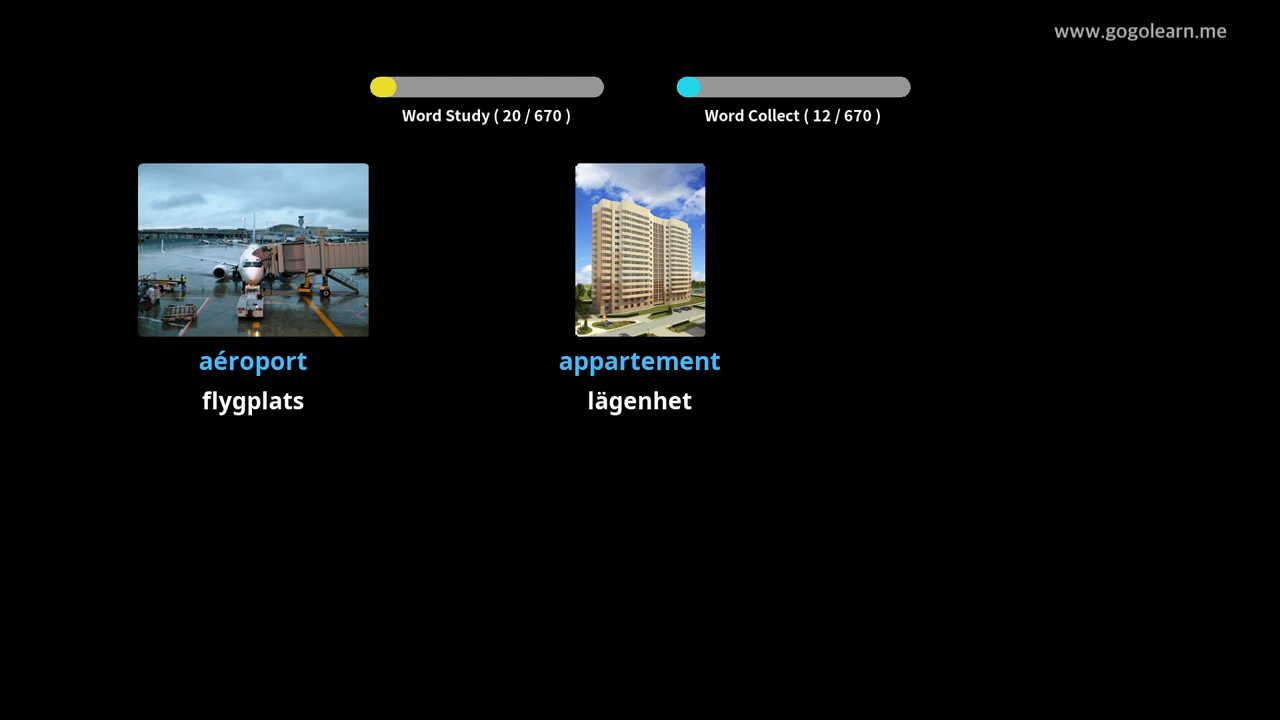 www.gogolearn.me
Word Study ( 20 / 670 )
Word Collect ( 12 / 670 )
aéroport
flygplats
appartement
lägenhet